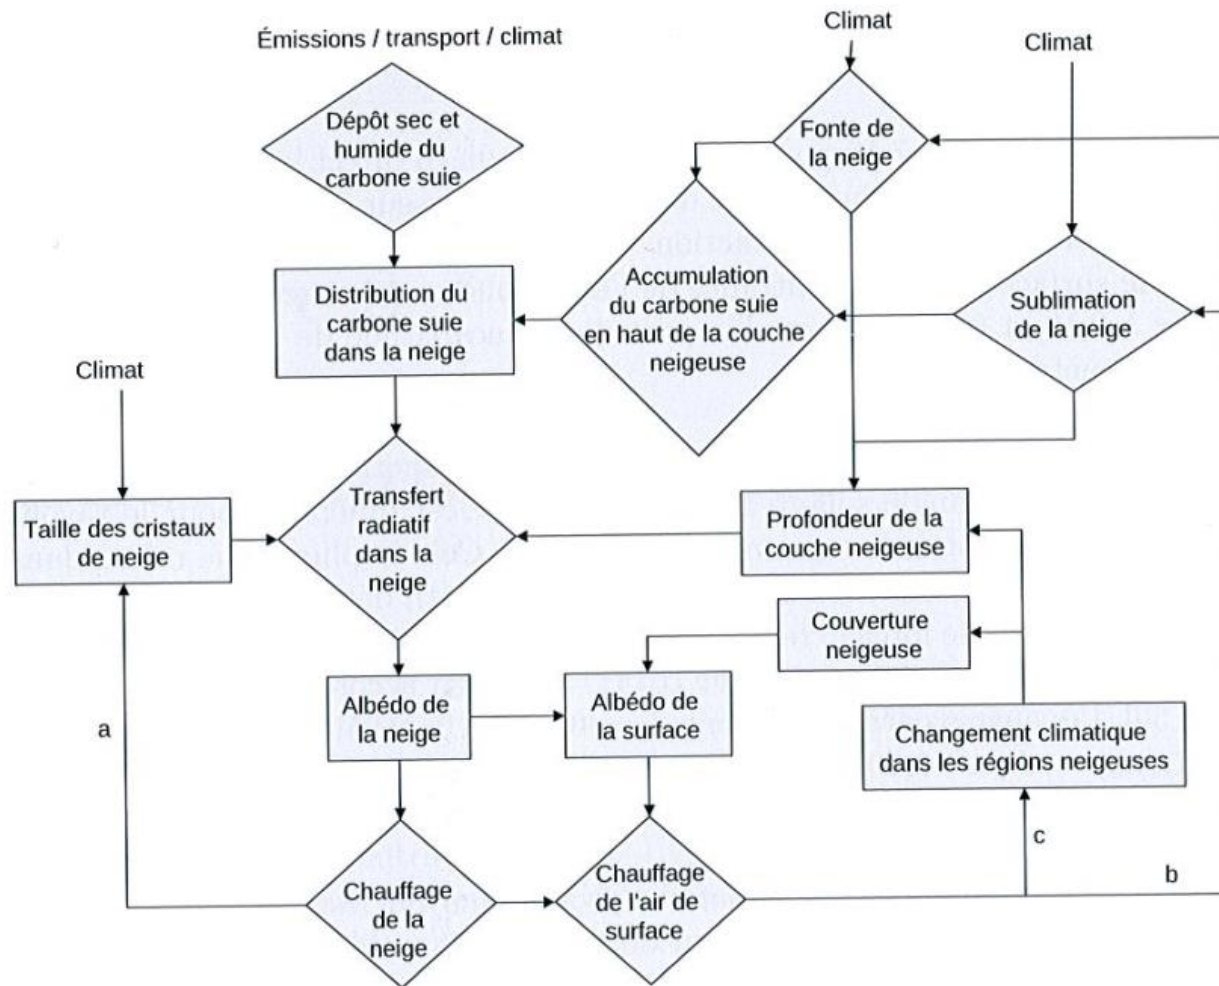 Émissions / transport / climat
Climat
Climat
Dépôt sec et
humide du
carbone suie
Fonte de
la neige
Distribution du
carbone suie
dans la neige
Accumulation
du carbone suie
en haut de la couche
neigeuse
Sublimation
de la neige
Climat
Taille des cristaux
de neige
Transfert
radiatif
dans la
neige
Profondeur de la
couche neigeuse
Couverture
neigeuse
Albédo de
la neige
Albédo de
la surface
Changement climatique
dans les régions neigeuses
a
c
b
Chauffage
de la
neige
Chauffage
de l'air de
surface